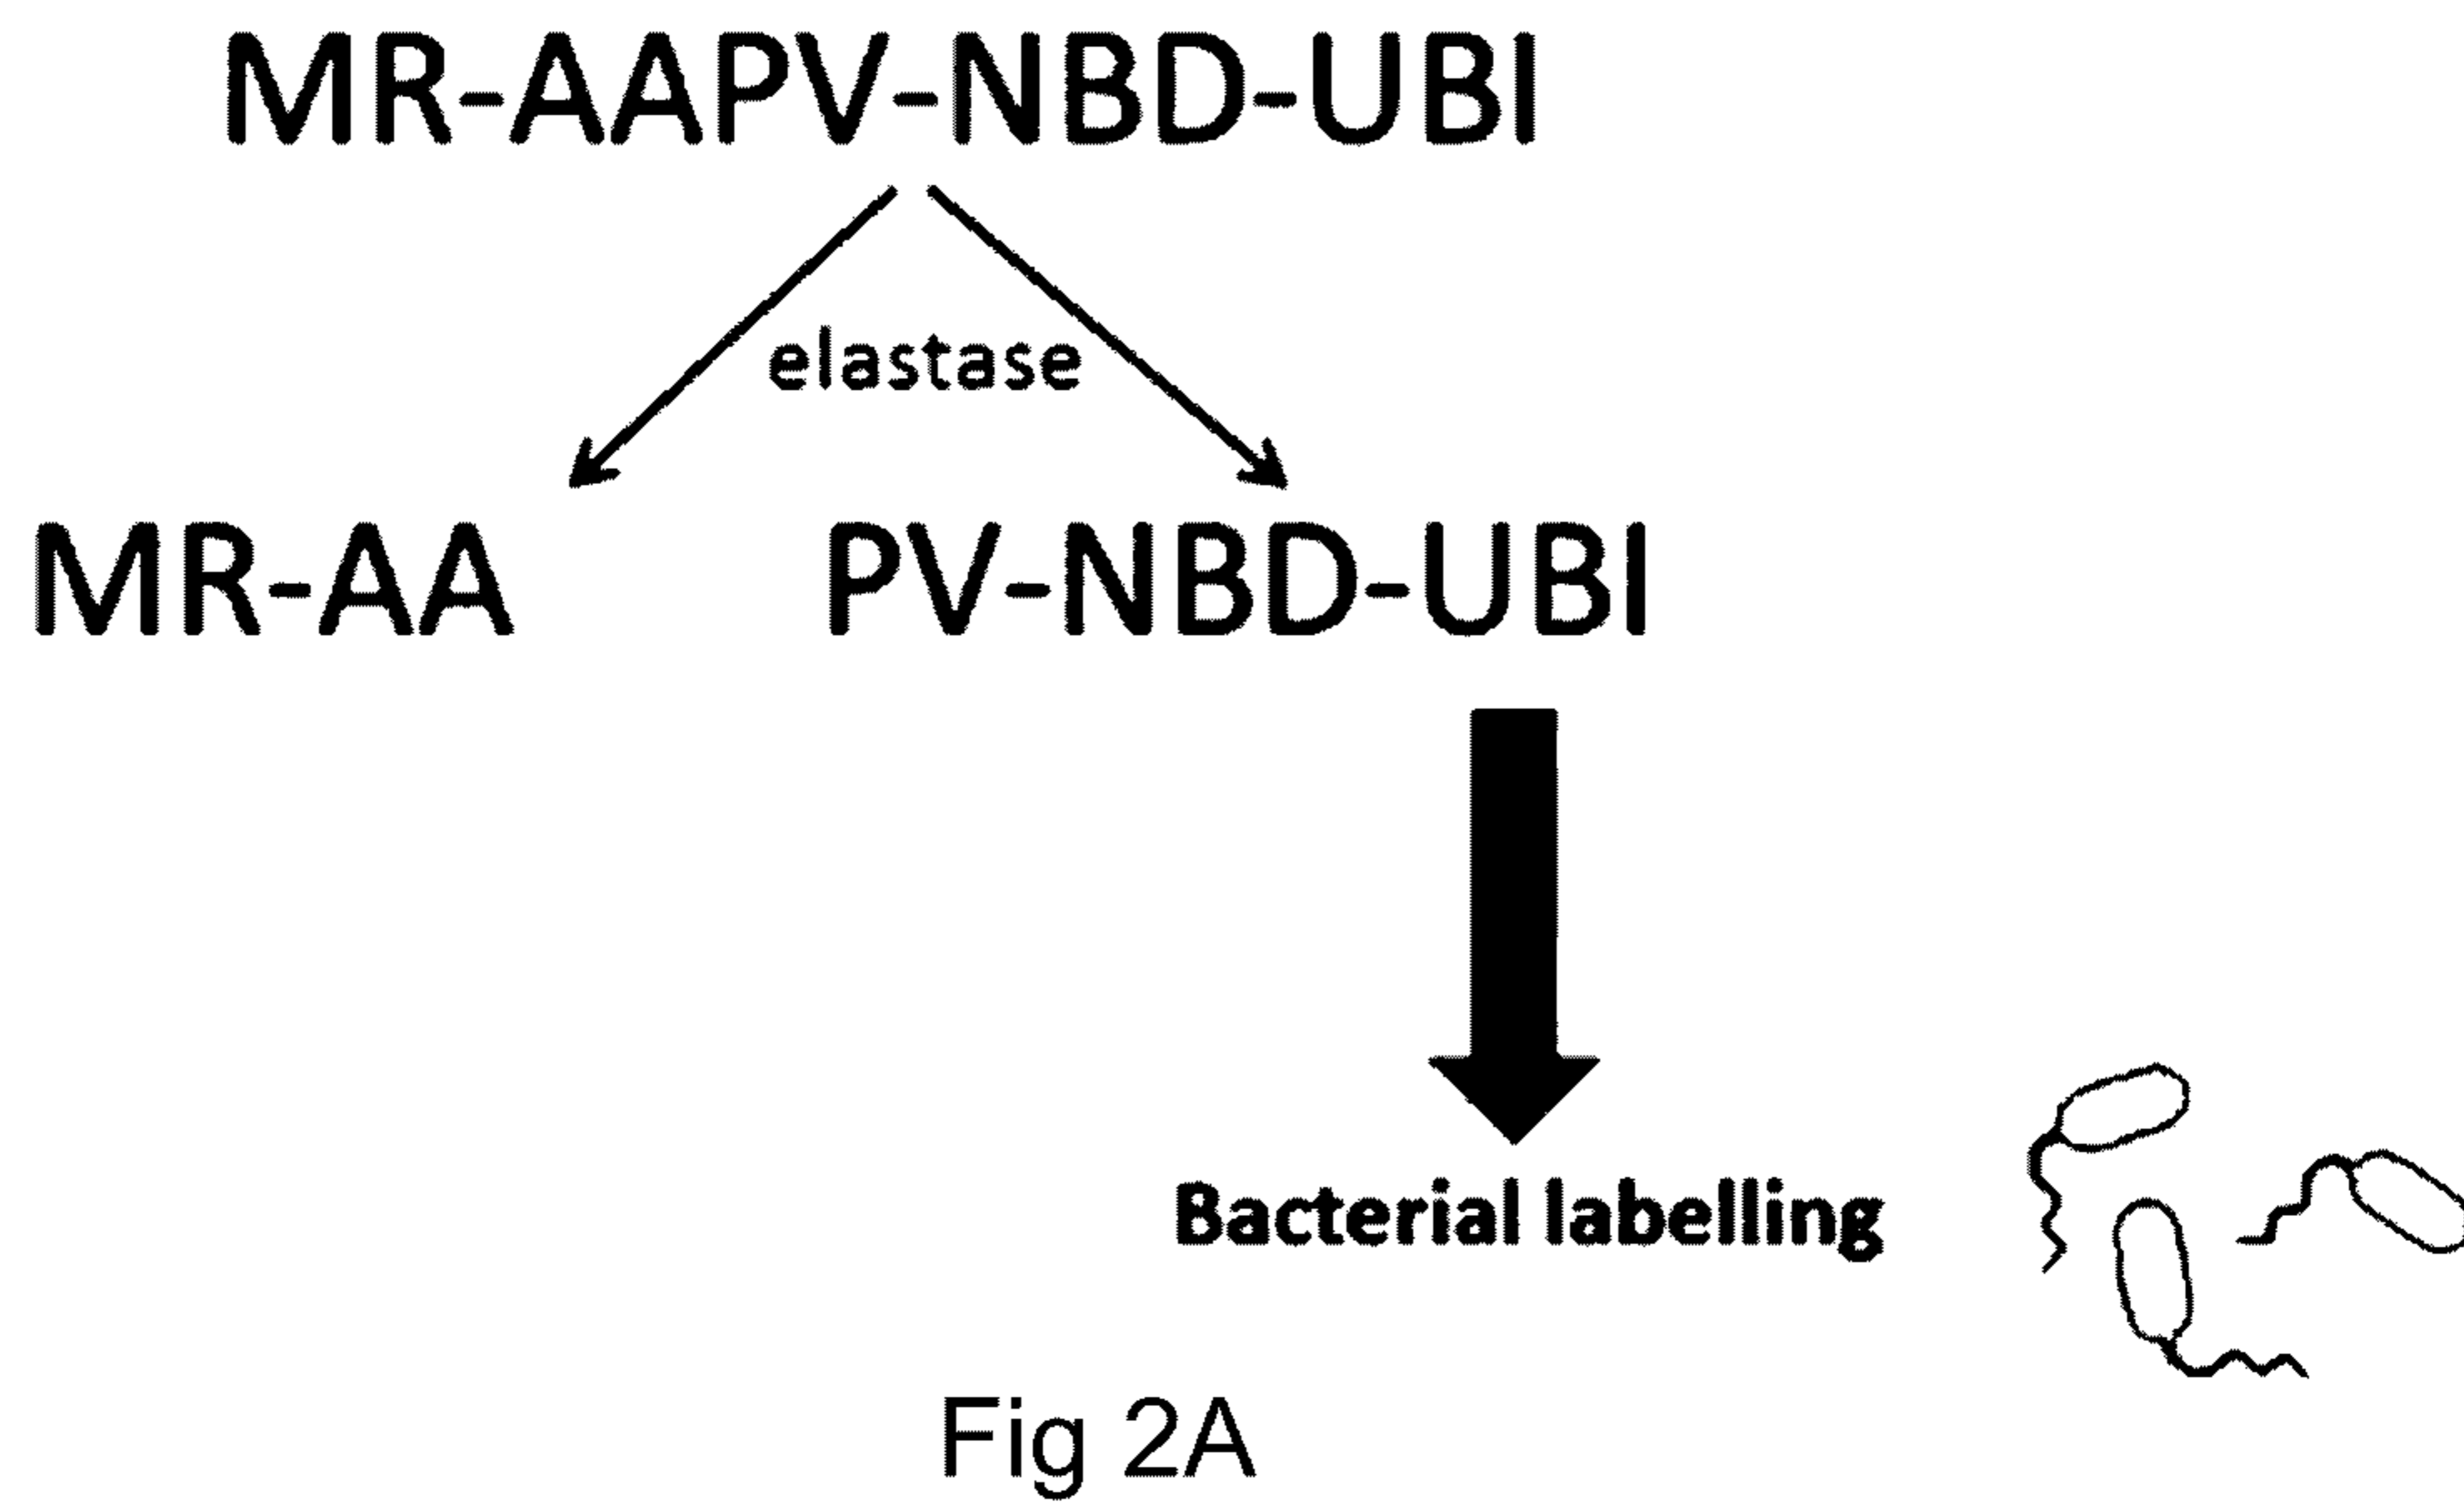 MR-AAPV-NBD-UBI
elastase
MR-AA PV-NBD-UBI
Bacterial labelling
Fig 2A